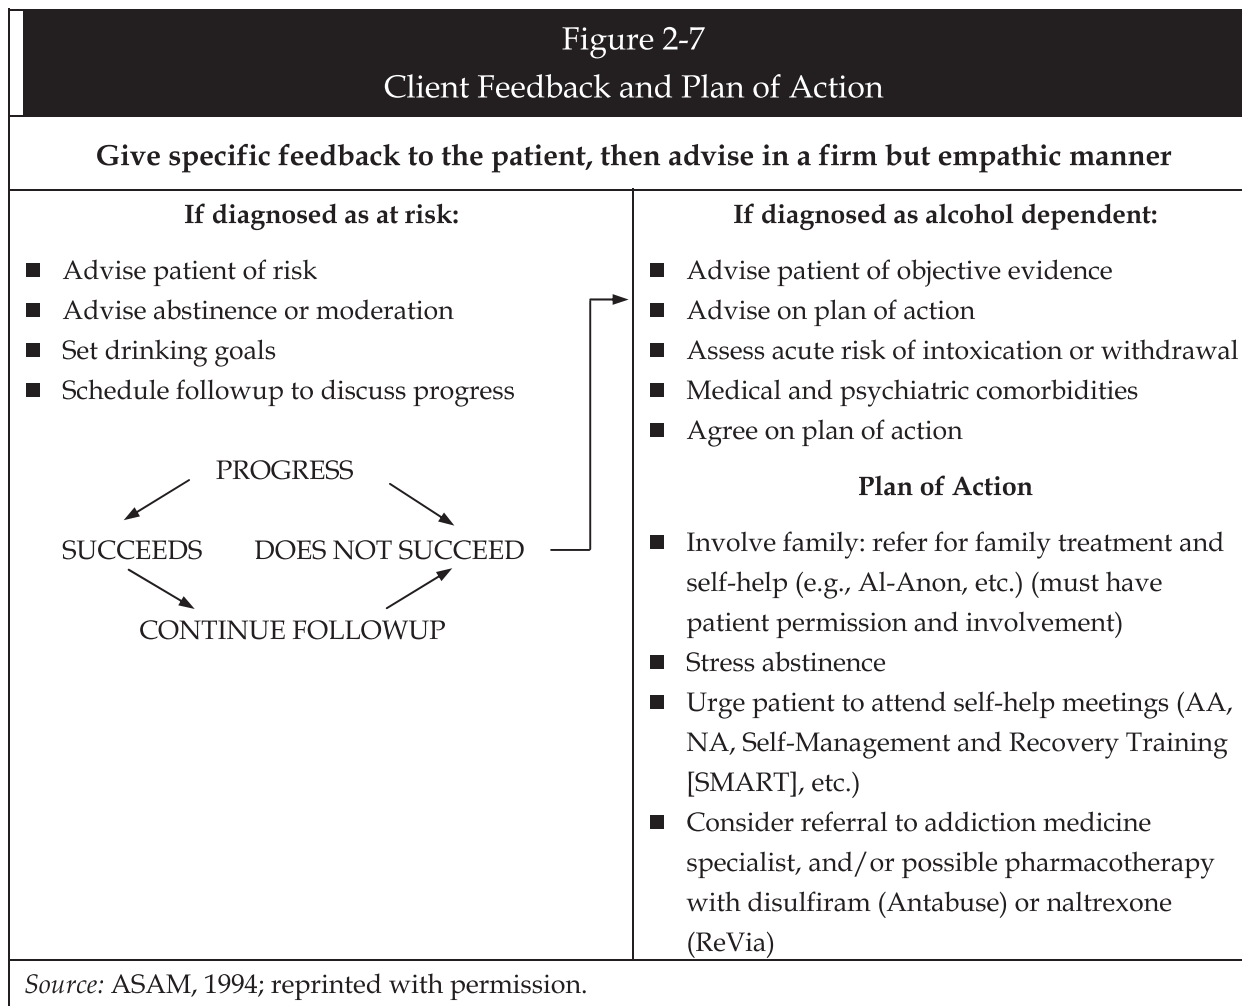 Figure 2-7
Client Feedback and Plan of Action
Give specific feedback to the patient, then advise in a firm but empathic manner
If diagnosed as at risk:
■ Advise patient of risk
■ Advise abstinence or moderation
■ Set drinking goals
■ Schedule followup to discuss progress
PROGRESS
SUCCEEDS DOES NOT SUCCEED
CONTINUE FOLLOWUP
If diagnosed as alcohol dependent:
■ Advise patient of objective evidence
■ Advise on plan of action
■ Assess acute risk of intoxication or withdrawal
■ Medical and psychiatric comorbidities
■ Agree on plan of action
Plan of Action
■ Involve family: refer for family treatment and
self-help (e.g., Al-Anon, etc.) (must have
patient permission and involvement)
■ Stress abstinence
■ Urge patient to attend self-help meetings (AA,
NA, Self-Management and Recovery Training
[SMART], etc.)
■ Consider referral to addiction medicine
specialist, and/or possible pharmacotherapy
with disulfiram (Antabuse) or naltrexone
(ReVia)
Source: ASAM, 1994; reprinted with permission.